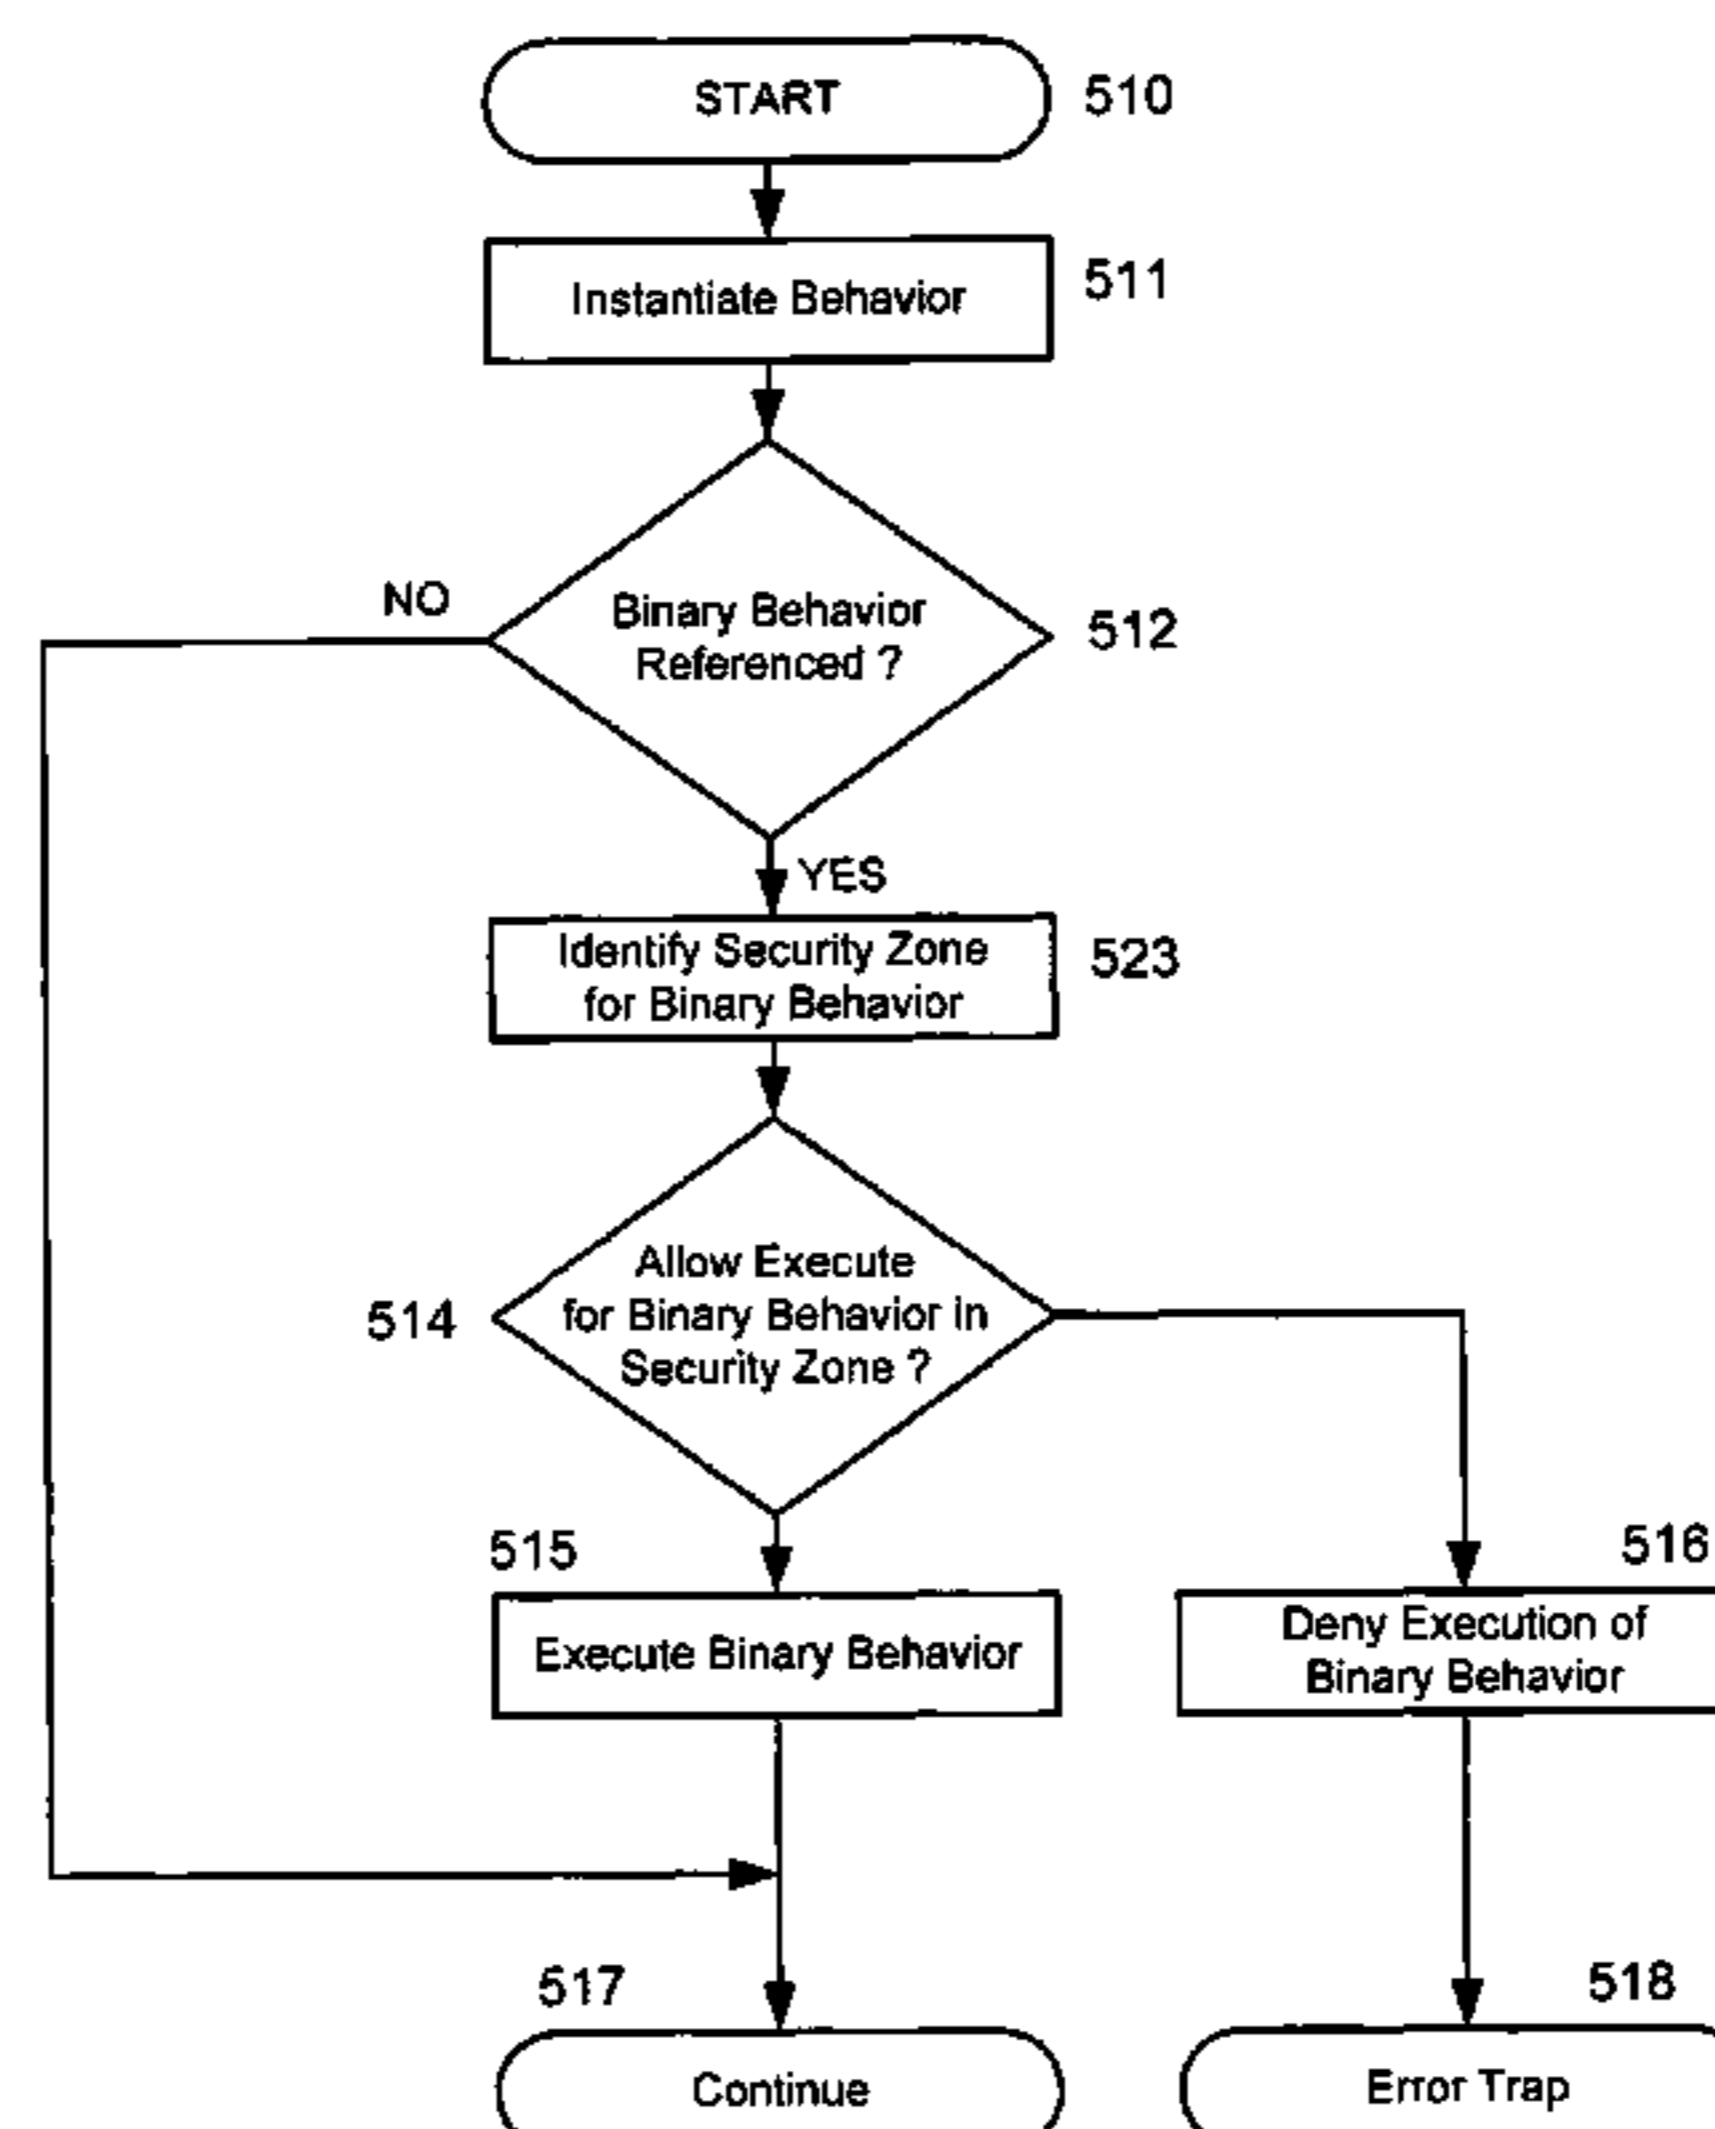 START
510
Instantiate Behavior
511
NO
Binary Behavior
Referenced ?
512
YES
Identify Security Zone
for Binary Behavior
523
Allow Execute
for Binary Behavior in
Security Zone ?
514
515
516
Execute Binary Behavior
Deny Execution of
Binary Behavior
517
518
Continue
Error Trap